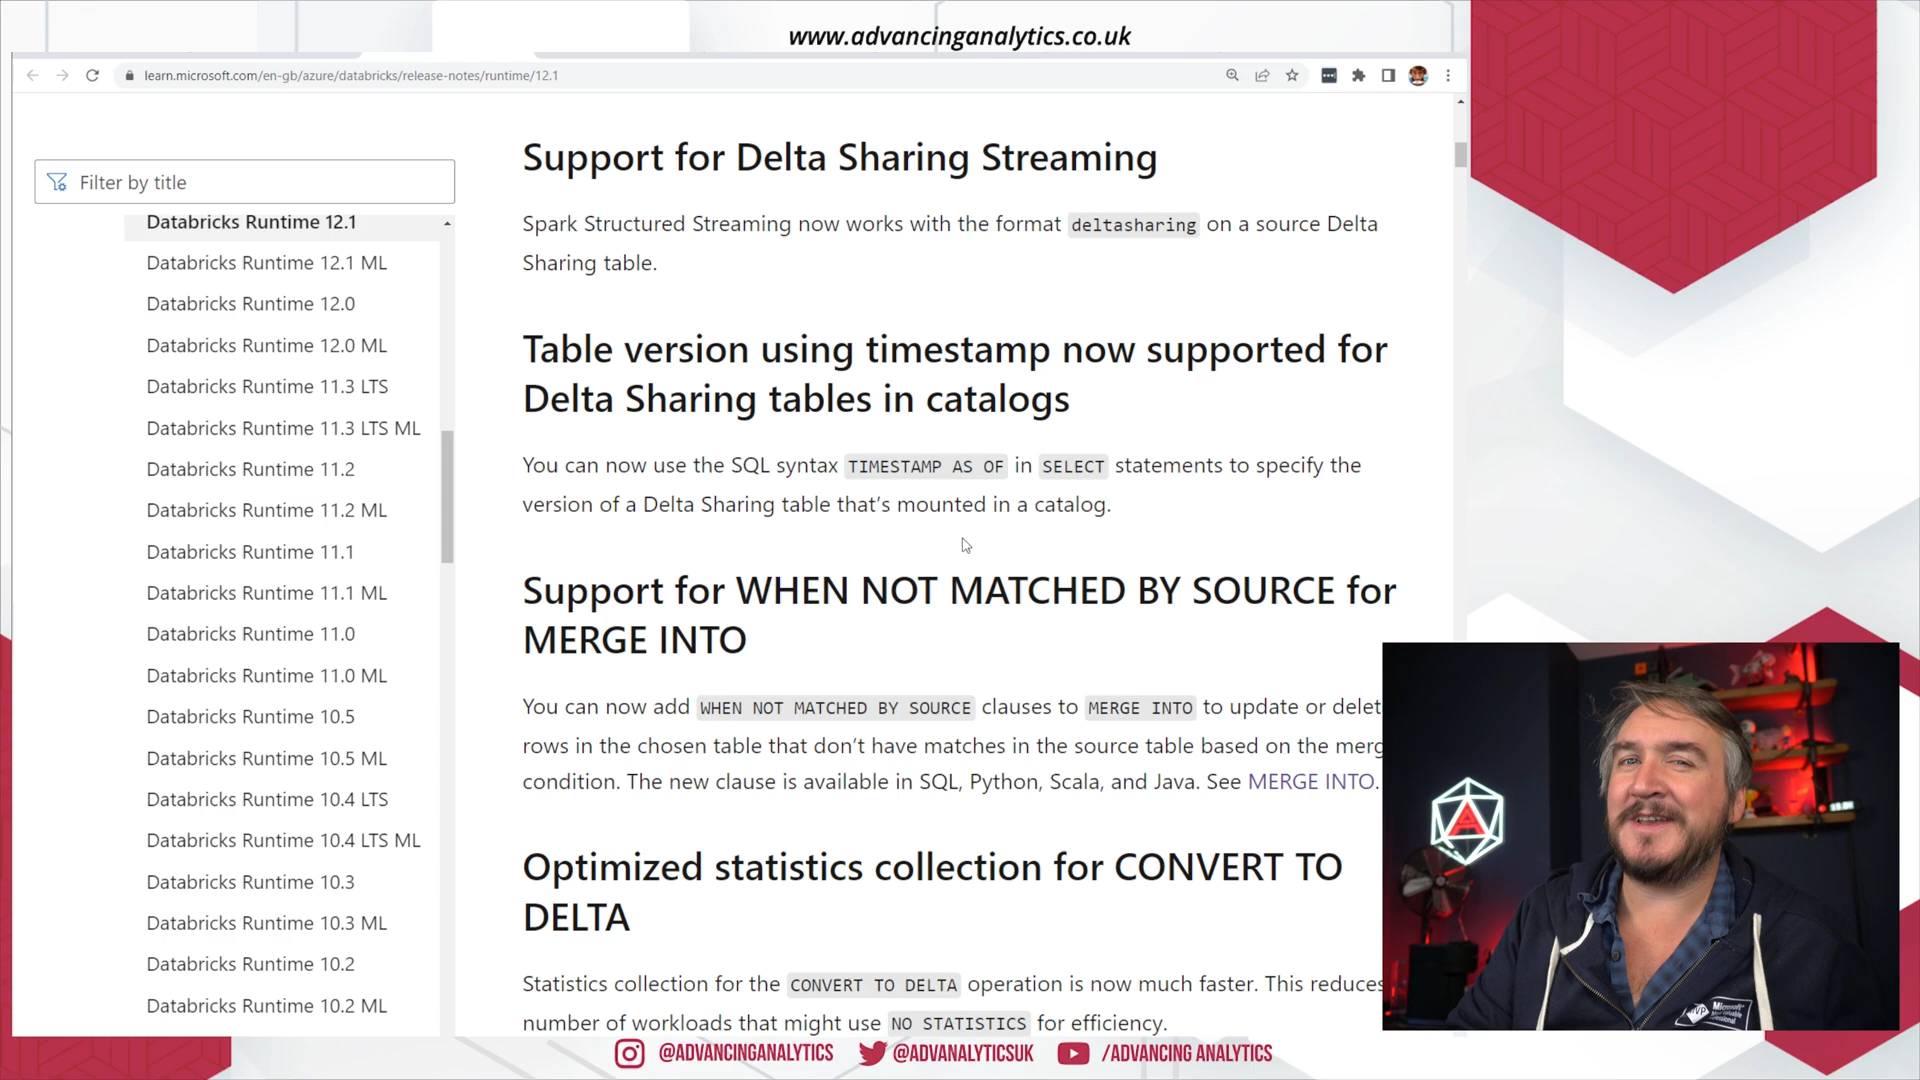 www.advancinganalytics.co.uk
learn.microsoft.com/en-gb/azure/databricks/release-notes/runtime/12.1
Filter by title
Databricks Runtime 12.1
Databricks Runtime 12.1 ML
Databricks Runtime 12.0
Databricks Runtime 12.0 ML
Databricks Runtime 11.3 LTS
Databricks Runtime 11.3 LTS ML
Databricks Runtime 11.2
Databricks Runtime 11.2 ML
Databricks Runtime 11.1
Databricks Runtime 11.1 ML
Databricks Runtime 11.0
Databricks Runtime 11.0 ML
Databricks Runtime 10.5
Databricks Runtime 10.5 ML
Databricks Runtime 10.4 LTS
Databricks Runtime 10.4 LTS ML
Databricks Runtime 10.3
Databricks Runtime 10.3 ML
Databricks Runtime 10.2
Databricks Runtime 10.2 ML
Support for Delta Sharing Streaming
Spark Structured Streaming now works with the format deltasharing on a source Delta
Sharing table.
Table version using timestamp now supported for
Delta Sharing tables in catalogs
You can now use the SQL syntax TIMESTAMP AS OF in SELECT statements to specify the
version of a Delta Sharing table that's mounted in a catalog.
Support for WHEN NOT MATCHED BY SOURCE for
MERGE INTO
You can now add WHEN NOT MATCHED BY SOURCE clauses to MERGE INTO to update or delet
rows in the chosen table that don't have matches in the source table based on the merg
condition. The new clause is available in SQL, Python, Scala, and Java. See MERGE INTO.
Optimized statistics collection for CONVERT TO
DELTA
Statistics collection for the CONVERT TO DELTA operation is now much faster. This reduces
number of workloads that might use NO STATISTICS for efficiency.
A
Microsoft
@ADVANCINGANALYTICS
@ADVANALYTICSUK
/ADVANCING ANALYTICS